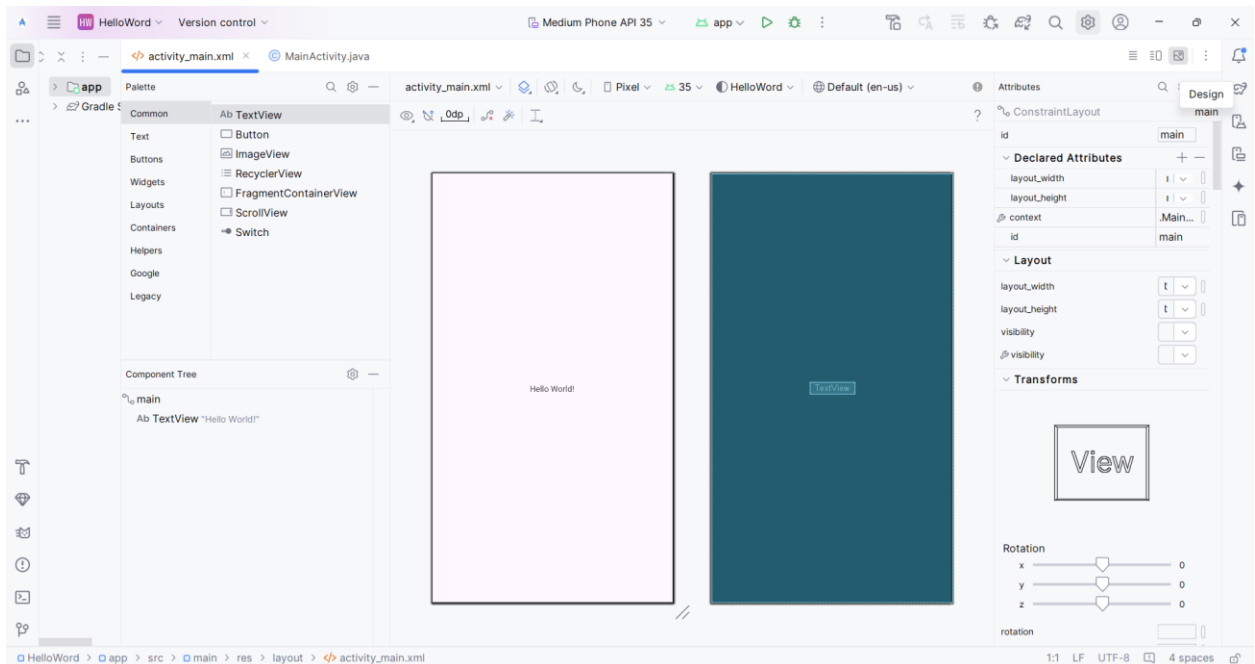 HW HelloWord Version control Medium Phone API 35 app
activity_main.xml MainActivity.java
app
Gradle S
Palette
Common
Text
Buttons
Widgets
Layouts
Containers
Helpers
Google
Legacy
Ab TextView
Button
ImageView
RecyclerView
FragmentContainerView
ScrollView
Switch
Component Tree
main
Ab TextView "Hello World!"
activity_main.xml Pixel 35 HelloWord Default (en-us)
0dp
?
Hello World!
TextView
Attributes
Design
ConstraintLayout main
id main
Declared Attributes
layout_width
layout_height
context .Main...
id main
Layout
layout_width t
layout_height t
visibility
visibility
Transforms
View
Rotation
x 0
y 0
z 0
rotation
HelloWord > app > src > main > res > layout > activity_main.xml 1:1 LF UTF-8 4 spaces